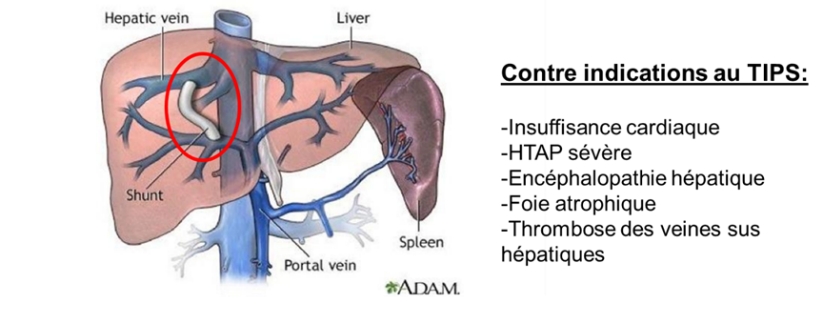 Hepatic vein
Liver
Shunt
Spleen
Portal vein
ADAM.
Contre indications au TIPS:
-Insuffisance cardiaque
-HTAP sévère
-Encéphalopathie hépatique
-Foie atrophique
-Thrombose des veines sus
hépatiques